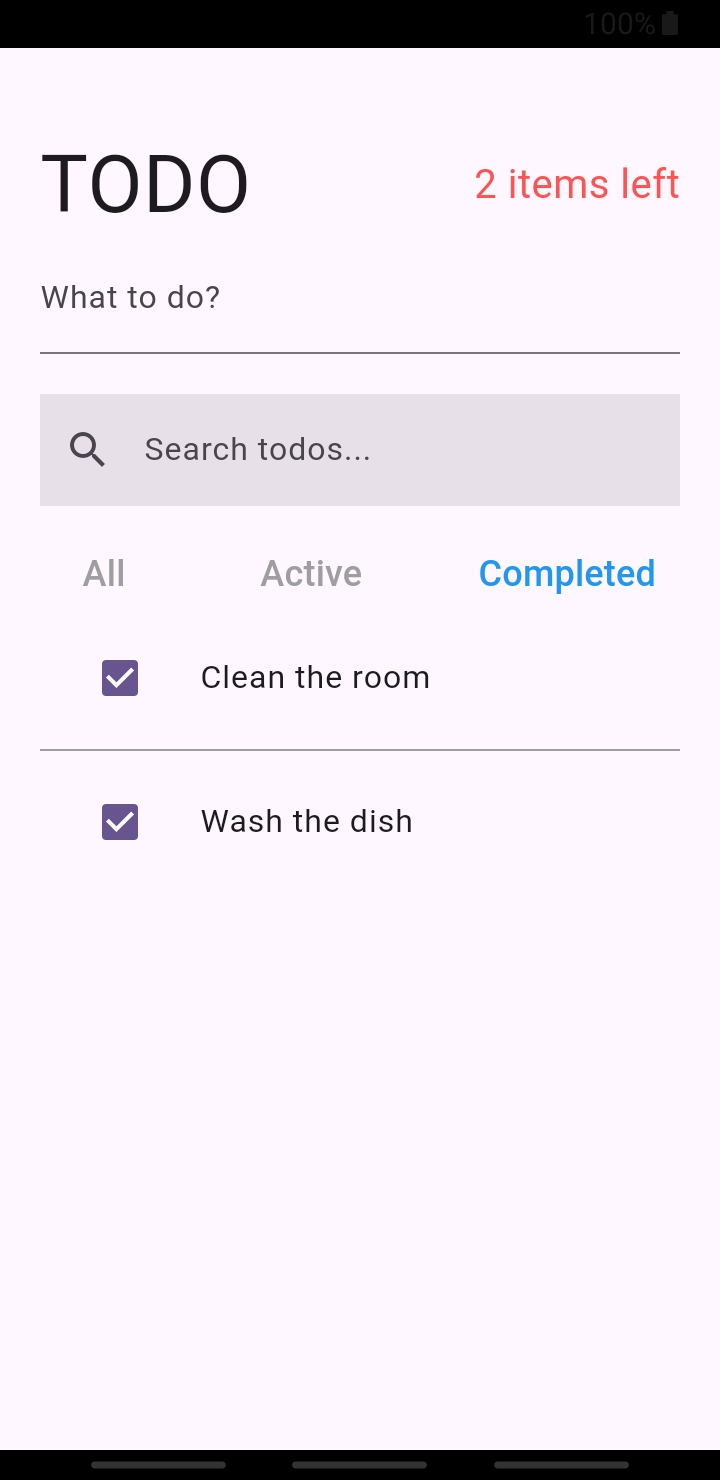 100%
TODO
2 items left
What to do?
Search todos...
All Active Completed
Clean the room
Wash the dish